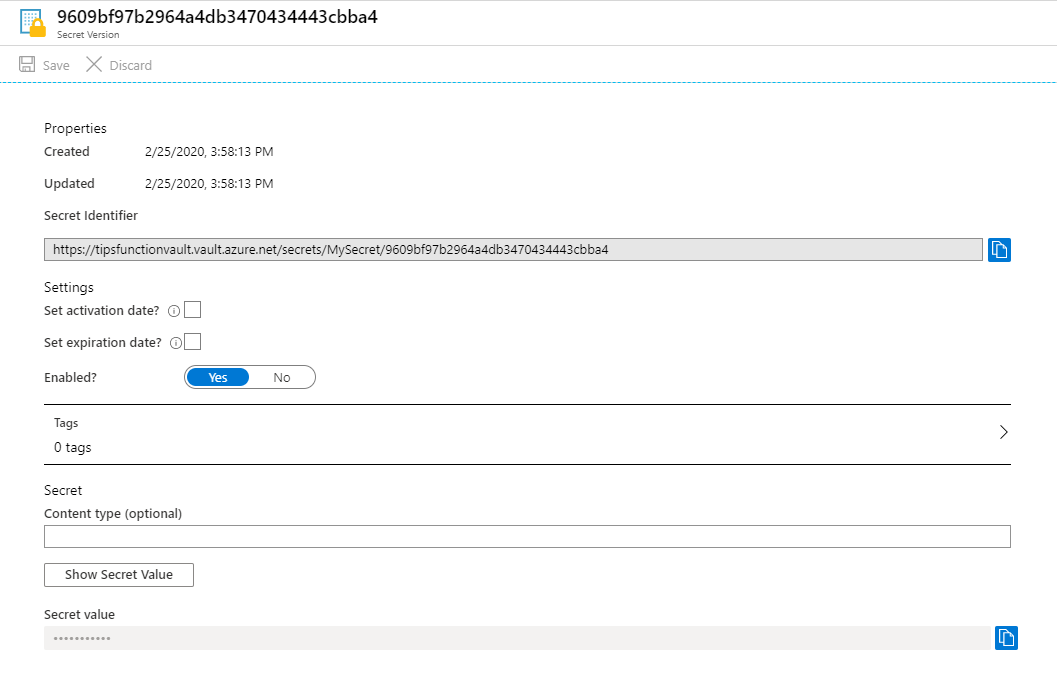 9609bf97b2964a4db3470434443cbba4
Secret Version
Save Discard
Properties
Created 2/25/2020, 3:58:13 PM
Updated 2/25/2020, 3:58:13 PM
Secret Identifier
https://tipsfunctionvault.vault.azure.net/secrets/MySecret/9609bf97b2964a4db3470434443cbba4
Settings
Set activation date?
Set expiration date?
Enabled? Yes No
Tags
0 tags
Secret
Content type (optional)
Show Secret Value
Secret value
•••••••••••